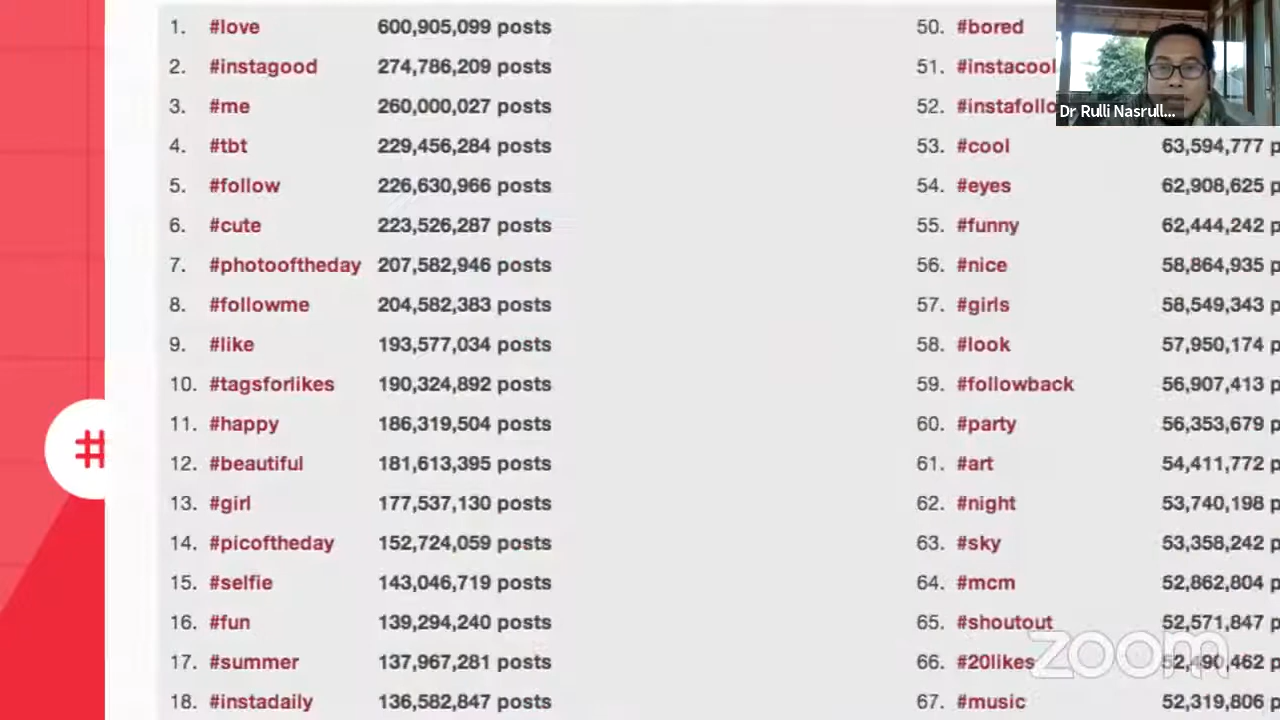 1. #love 600,905,099 posts
2. #instagood 274,786,209 posts
3. #me 260,000,027 posts
4. #tbt 229,456,284 posts
5. #follow 226,630,966 posts
6. #cute 223,526,287 posts
7. #photooftheday 207,582,946 posts
8. #followme 204,582,383 posts
9. #like 193,577,034 posts
10. #tagsforlikes 190,324,892 posts
11. #happy 186,319,504 posts
12. #beautiful 181,613,395 posts
13. #girl 177,537,130 posts
14. #picoftheday 152,724,059 posts
15. #selfie 143,046,719 posts
16. #fun 139,294,240 posts
17. #summer 137,967,281 posts
18. #instadaily 136,582,847 posts
50. #bored
51. #instacool
52. #instafollo
53. #cool 63,594,777 p
54. #eyes 62,908,625 p
55. #funny 62,444,242 p
56. #nice 58,864,935 p
57. #girls 58,549,343 p
58. #look 57,950,174 p
59. #followback 56,907,413 p
60. #party 56,353,679 p
61. #art 54,411,772 p
62. #night 53,740,198 p
63. #sky 53,358,242 p
64. #mcm 52,862,804 p
65. #shoutout 52,571,847 p
66. #20likes 52,490,462 p
67. #music 52,319,806 p
Dr Rulli Nasrull...
#
zoom